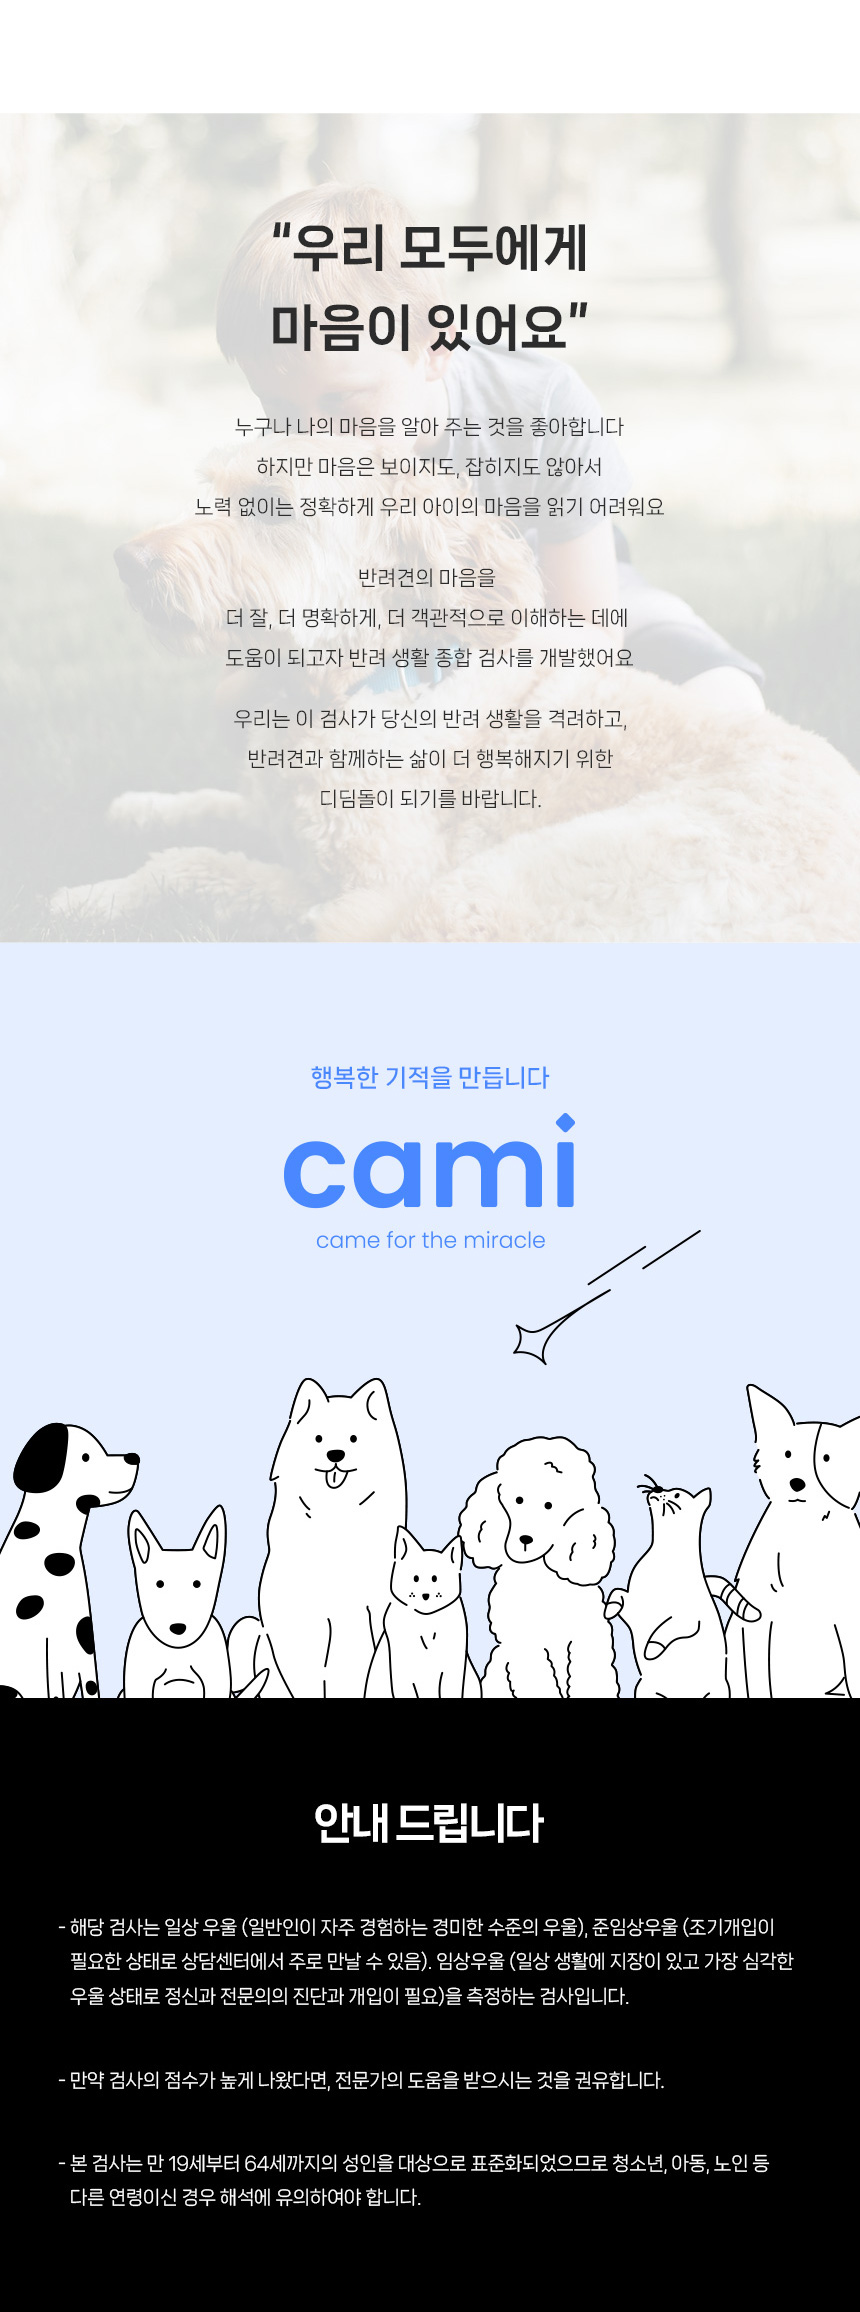 "우리 모두에게
마음이 있어요"
누구나 나의 마음을 알아 주는 것을 좋아합니다
하지만 마음은 보이지도, 잡히지도 않아서
노력 없이는 정확하게 우리 아이의 마음을 읽기 어려워요
반려견의 마음을
더 잘, 더 명확하게, 더 객관적으로 이해하는 데에
도움이 되고자 반려 생활 종합 검사를 개발했어요
우리는 이 검사가 당신의 반려 생활을 격려하고,
반려견과 함께하는 삶이 더 행복해지기 위한
디딤돌이 되기를 바랍니다.
행복한 기적을 만듭니다
cami
came for the miracle
안내 드립니다
- 해당 검사는 일상 우울 (일반인이 자주 경험하는 경미한 수준의 우울), 준임상우울 (조기개입이
필요한 상태로 상담센터에서 주로 만날 수 있음). 임상우울 (일상 생활에 지장이 있고 가장 심각한
우울 상태로 정신과 전문의의 진단과 개입이 필요)을 측정하는 검사입니다.
- 만약 검사의 점수가 높게 나왔다면, 전문가의 도움을 받으시는 것을 권유합니다.
- 본 검사는 만 19세부터 64세까지의 성인을 대상으로 표준화되었으므로 청소년, 아동, 노인 등
다른 연령이신 경우 해석에 유의하여야 합니다.